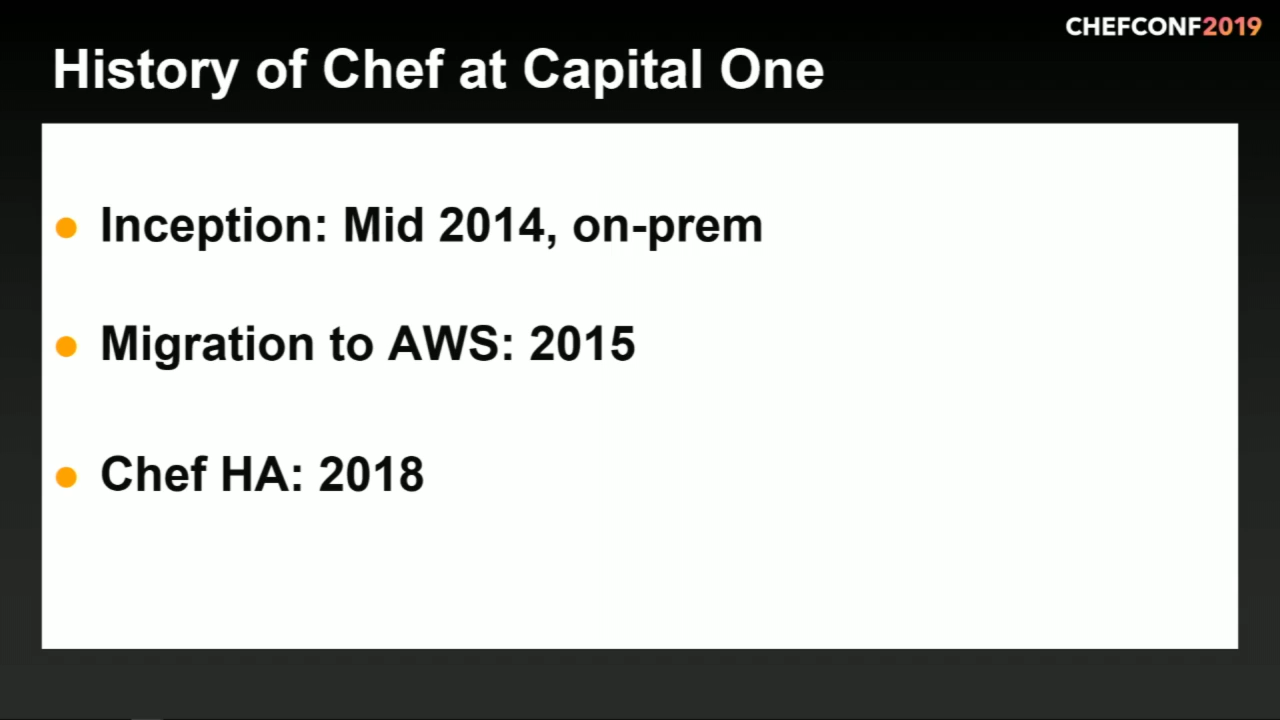 CHEFCONF2019
History of Chef at Capital One
Inception: Mid 2014, on-prem
Migration to AWS: 2015
Chef HA: 2018